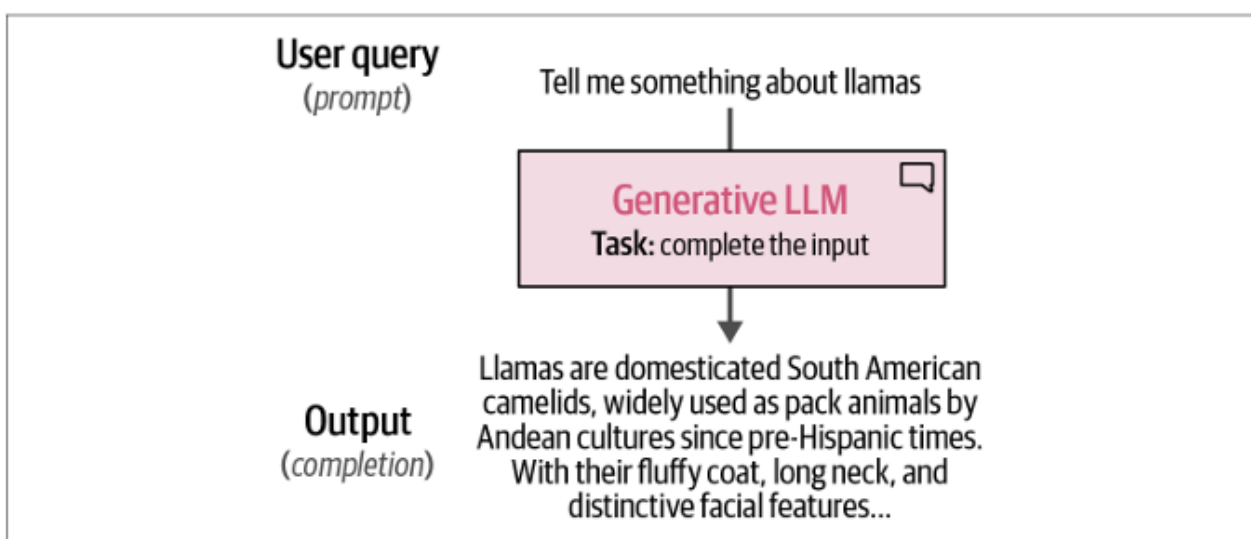 User query
(prompt)
Tell me something about llamas
Generative LLM
Task: complete the input
Output
(completion)
Llamas are domesticated South American
camelids, widely used as pack animals by
Andean cultures since pre-Hispanic times.
With their fluffy coat, long neck, and
distinctive facial features...